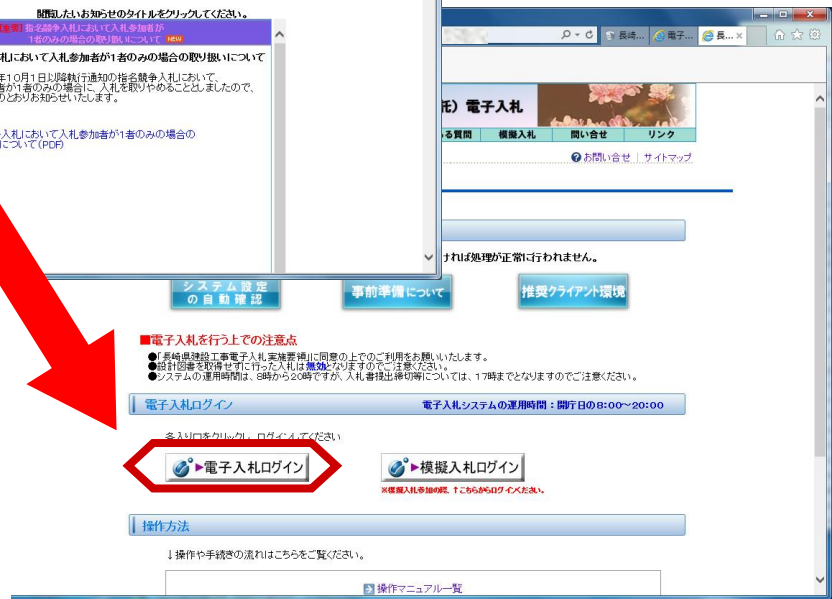 閲覧したいお知らせのタイトルをクリックしてください。
指名競争入札において入札参加者が
1者のみの場合の取り扱いについて NEW
札において入札参加者が1者のみの場合の取り扱いについて
年10月1日以降執行通知の指名競争入札において、
者が1者のみの場合に、入札を取りやめることとしましたので、
のとおりお知らせいたします。
入札において入札参加者が1者のみの場合の
について(PDF)
長崎...
電子...
長...
託）電子入札
る質問
模擬入札
問い合せ
リンク
お問い合せ
サイトマップ
ければ処理が正常に行われません。
システム設定
の自動確認
事前準備について
推奨クライアント環境
■電子入札を行う上での注意点
●「長崎県建設工事電子入札実施要領」に同意の上でのご利用をお願いいたします。
●設計図書を取得せずに行った入札は無効となりますのでご注意ください。
●システムの運用時間は、8時から20時ですが、入札書提出締切等については、17時までとなりますのでご注意ください。
電子入札ログイン
電子入札システムの運用時間：開庁日の8:00～20:00
各入り口をクリックし、ログインしてください
▶電子入札ログイン
▶模擬入札ログイン
※模擬入札参加の際、↑こちらからログインください。
操作方法
↓操作や手続きの流れはこちらをご覧ください。
操作マニュアル一覧